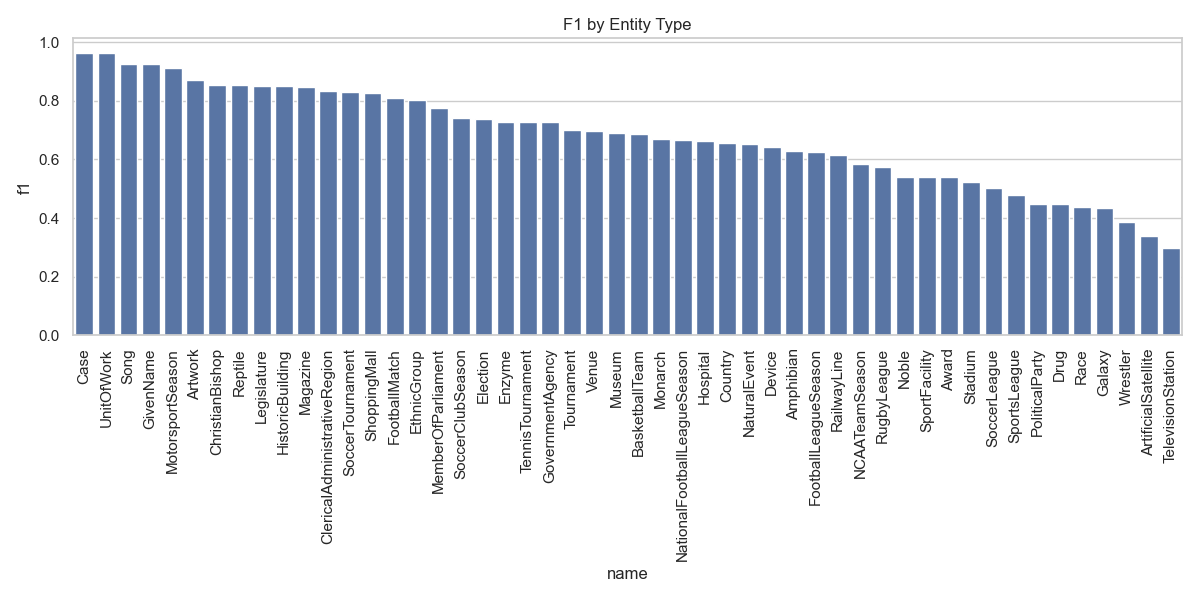 F1 by Entity Type
f1
1.0
0.8
0.6
0.4
0.2
0.0
Case
UnitOfWork
Song
GivenName
MotorsportSeason
Artwork
ChristianBishop
Reptile
Legislature
HistoricBuilding
Magazine
ClericalAdministrativeRegion
SoccerTournament
ShoppingMall
FootballMatch
EthnicGroup
MemberOfParliament
SoccerClubSeason
Election
Enzyme
TennisTournament
GovernmentAgency
Tournament
Venue
Museum
BasketballTeam
Monarch
NationalFootballLeagueSeason
Hospital
Country
NaturalEvent
Device
Amphibian
FootballLeagueSeason
RailwayLine
NCAATeamSeason
RugbyLeague
Noble
SportFacility
Award
Stadium
SoccerLeague
SportsLeague
PoliticalParty
Drug
Race
Galaxy
Wrestler
ArtificialSatellite
TelevisionStation
name